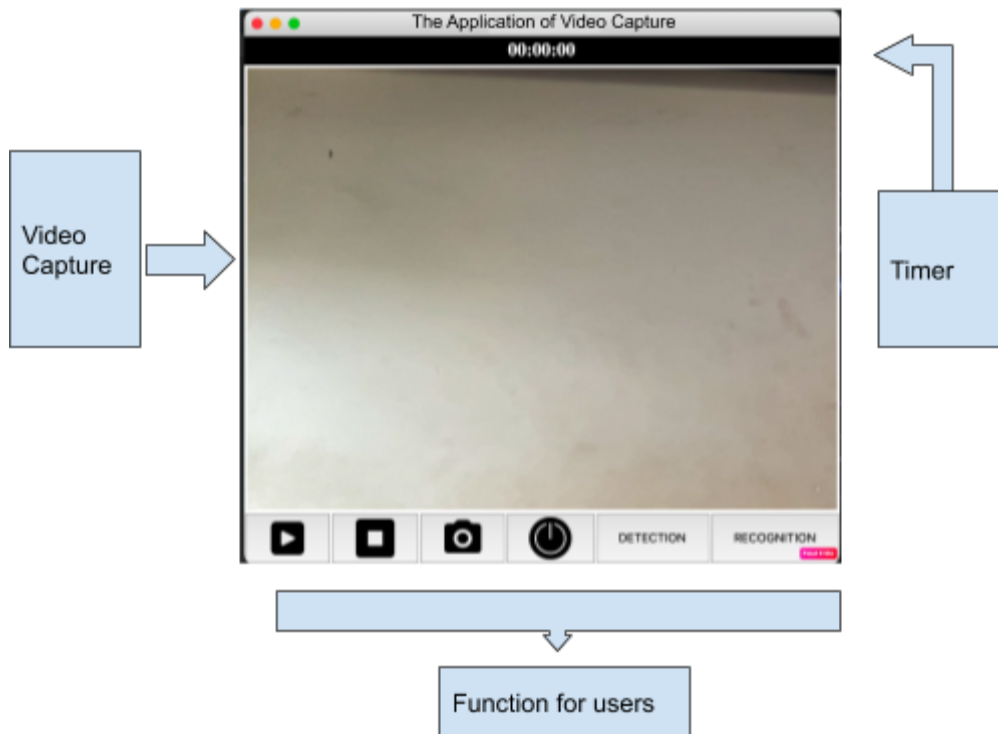 The Application of Video Capture
00:00:00
Video
Capture
Timer
DETECTION
RECOGNITION
Function for users